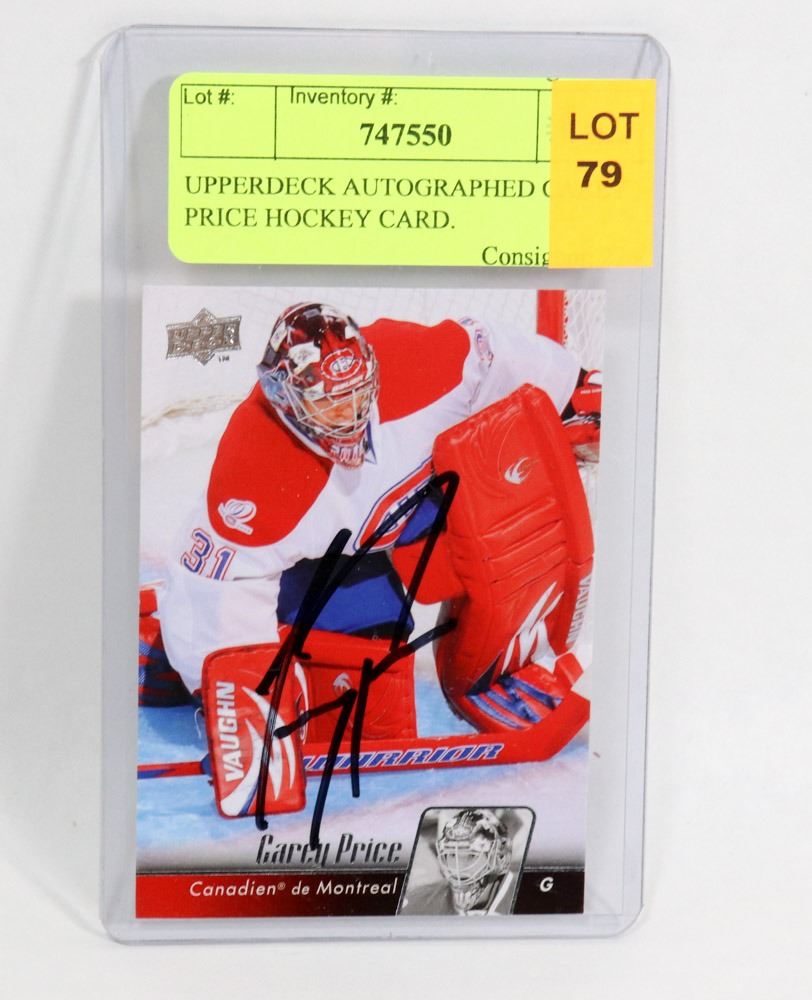 Lot #:
Inventory #:
747550
LOT
79
UPPERDECK AUTOGRAPHED
PRICE HOCKEY CARD.
31
VAUGHN
VAUGHN
WARRIOR
Carey Price
Canadien® de Montreal
G